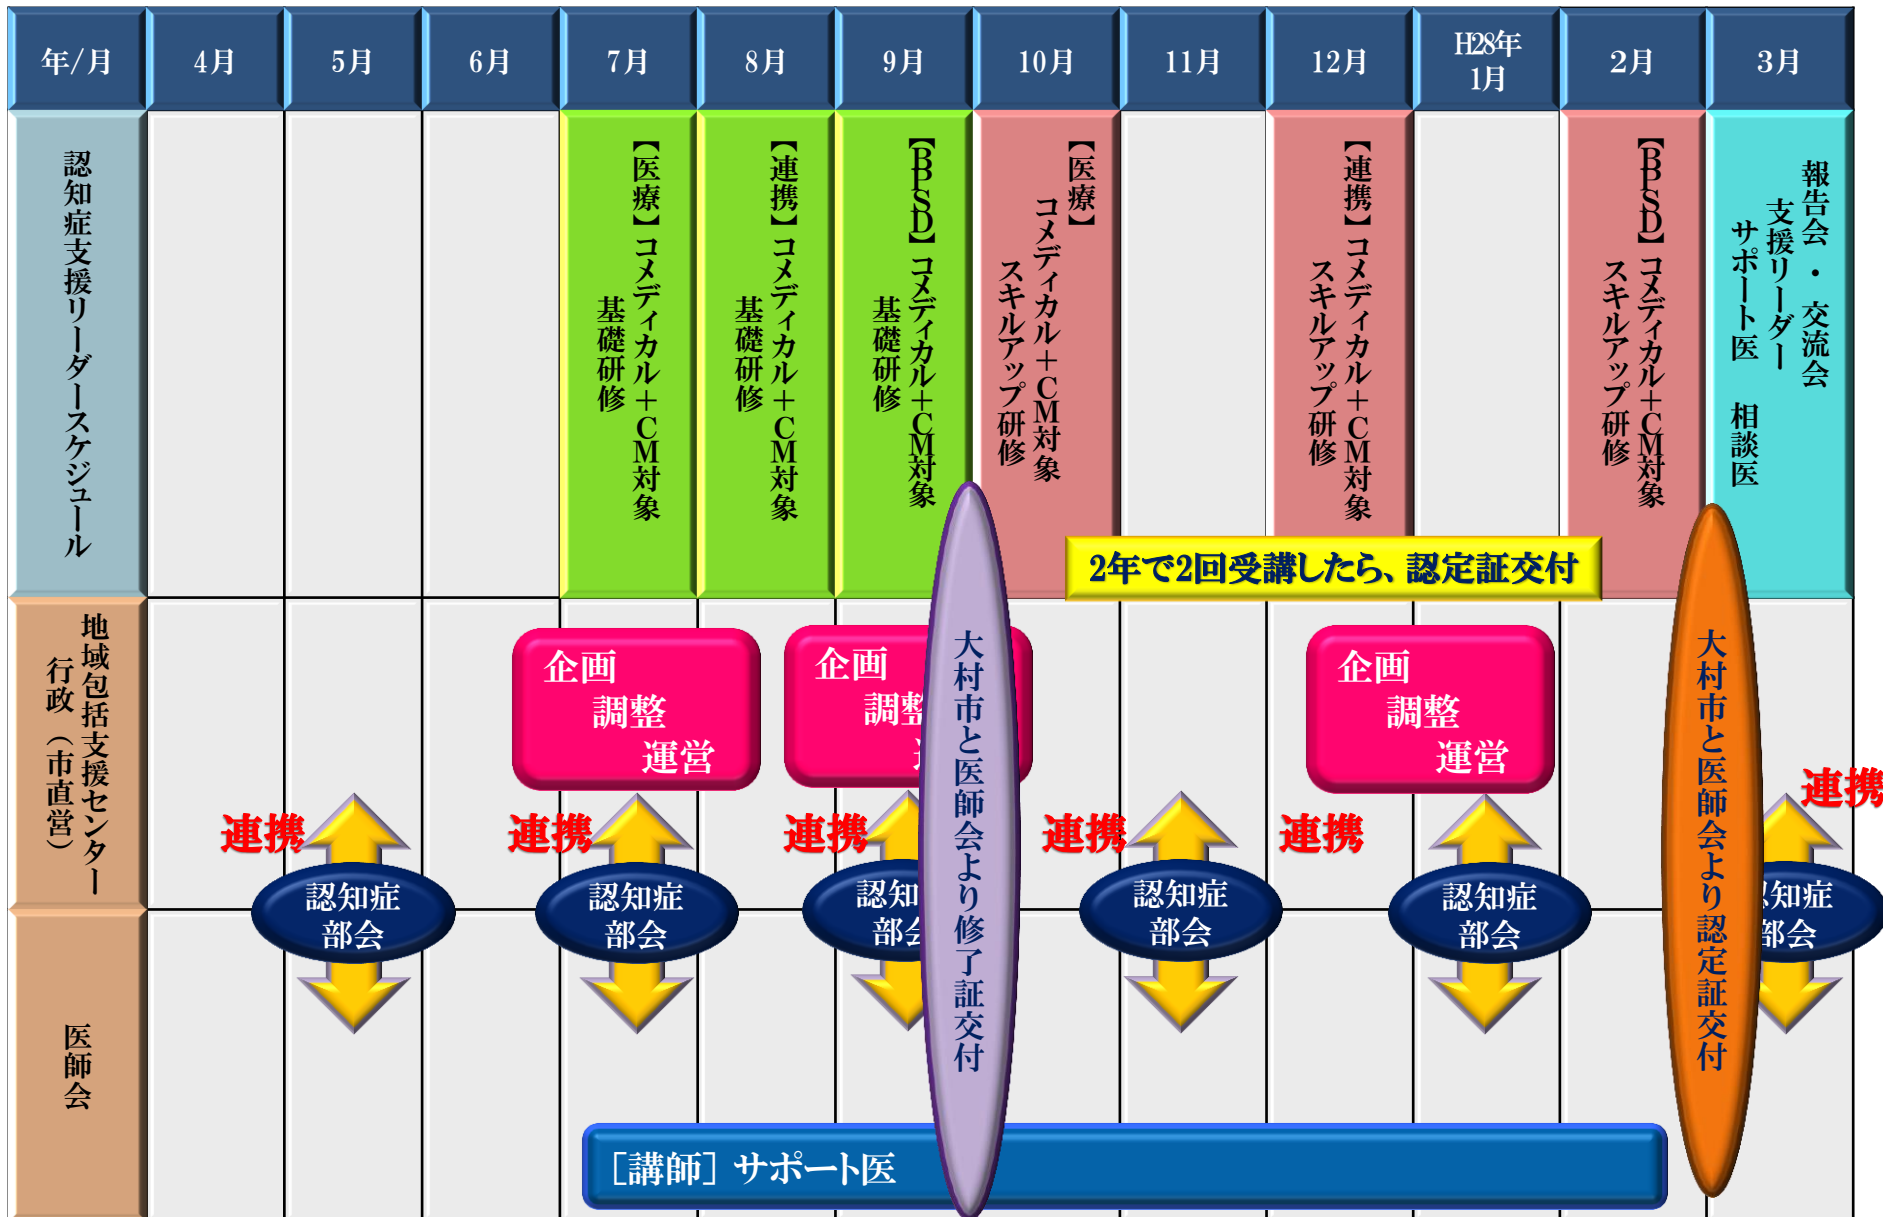 年/月
4月
5月
6月
7月
8月
9月
10月
11月
12月
H28年
1月
2月
3月
認知症支援リーダースケジュール
【医療】コメディカル＋CM対象
基礎研修
【連携】コメディカル＋CM対象
基礎研修
【BPSD】コメディカル＋CM対象
基礎研修
【医療】
コメディカル＋CM対象
スキルアップ研修
【連携】コメディカル＋CM対象
スキルアップ研修
【BPSD】コメディカル＋CM対象
スキルアップ研修
報告会・交流会
支援リーダー
サポート医 相談医
2年で2回受講したら、認定証交付
地域包括支援センター
行政（市直営）
企画
調整
運営
企画
調整
企画
調整
運営
大村市と医師会より修了証交付
大村市と医師会より認定証交付
連携
連携
連携
連携
連携
連携
認知症
部会
認知症
部会
認知
部会
認知症
部会
認知症
部会
知症
部会
医師会
［講師］サポート医